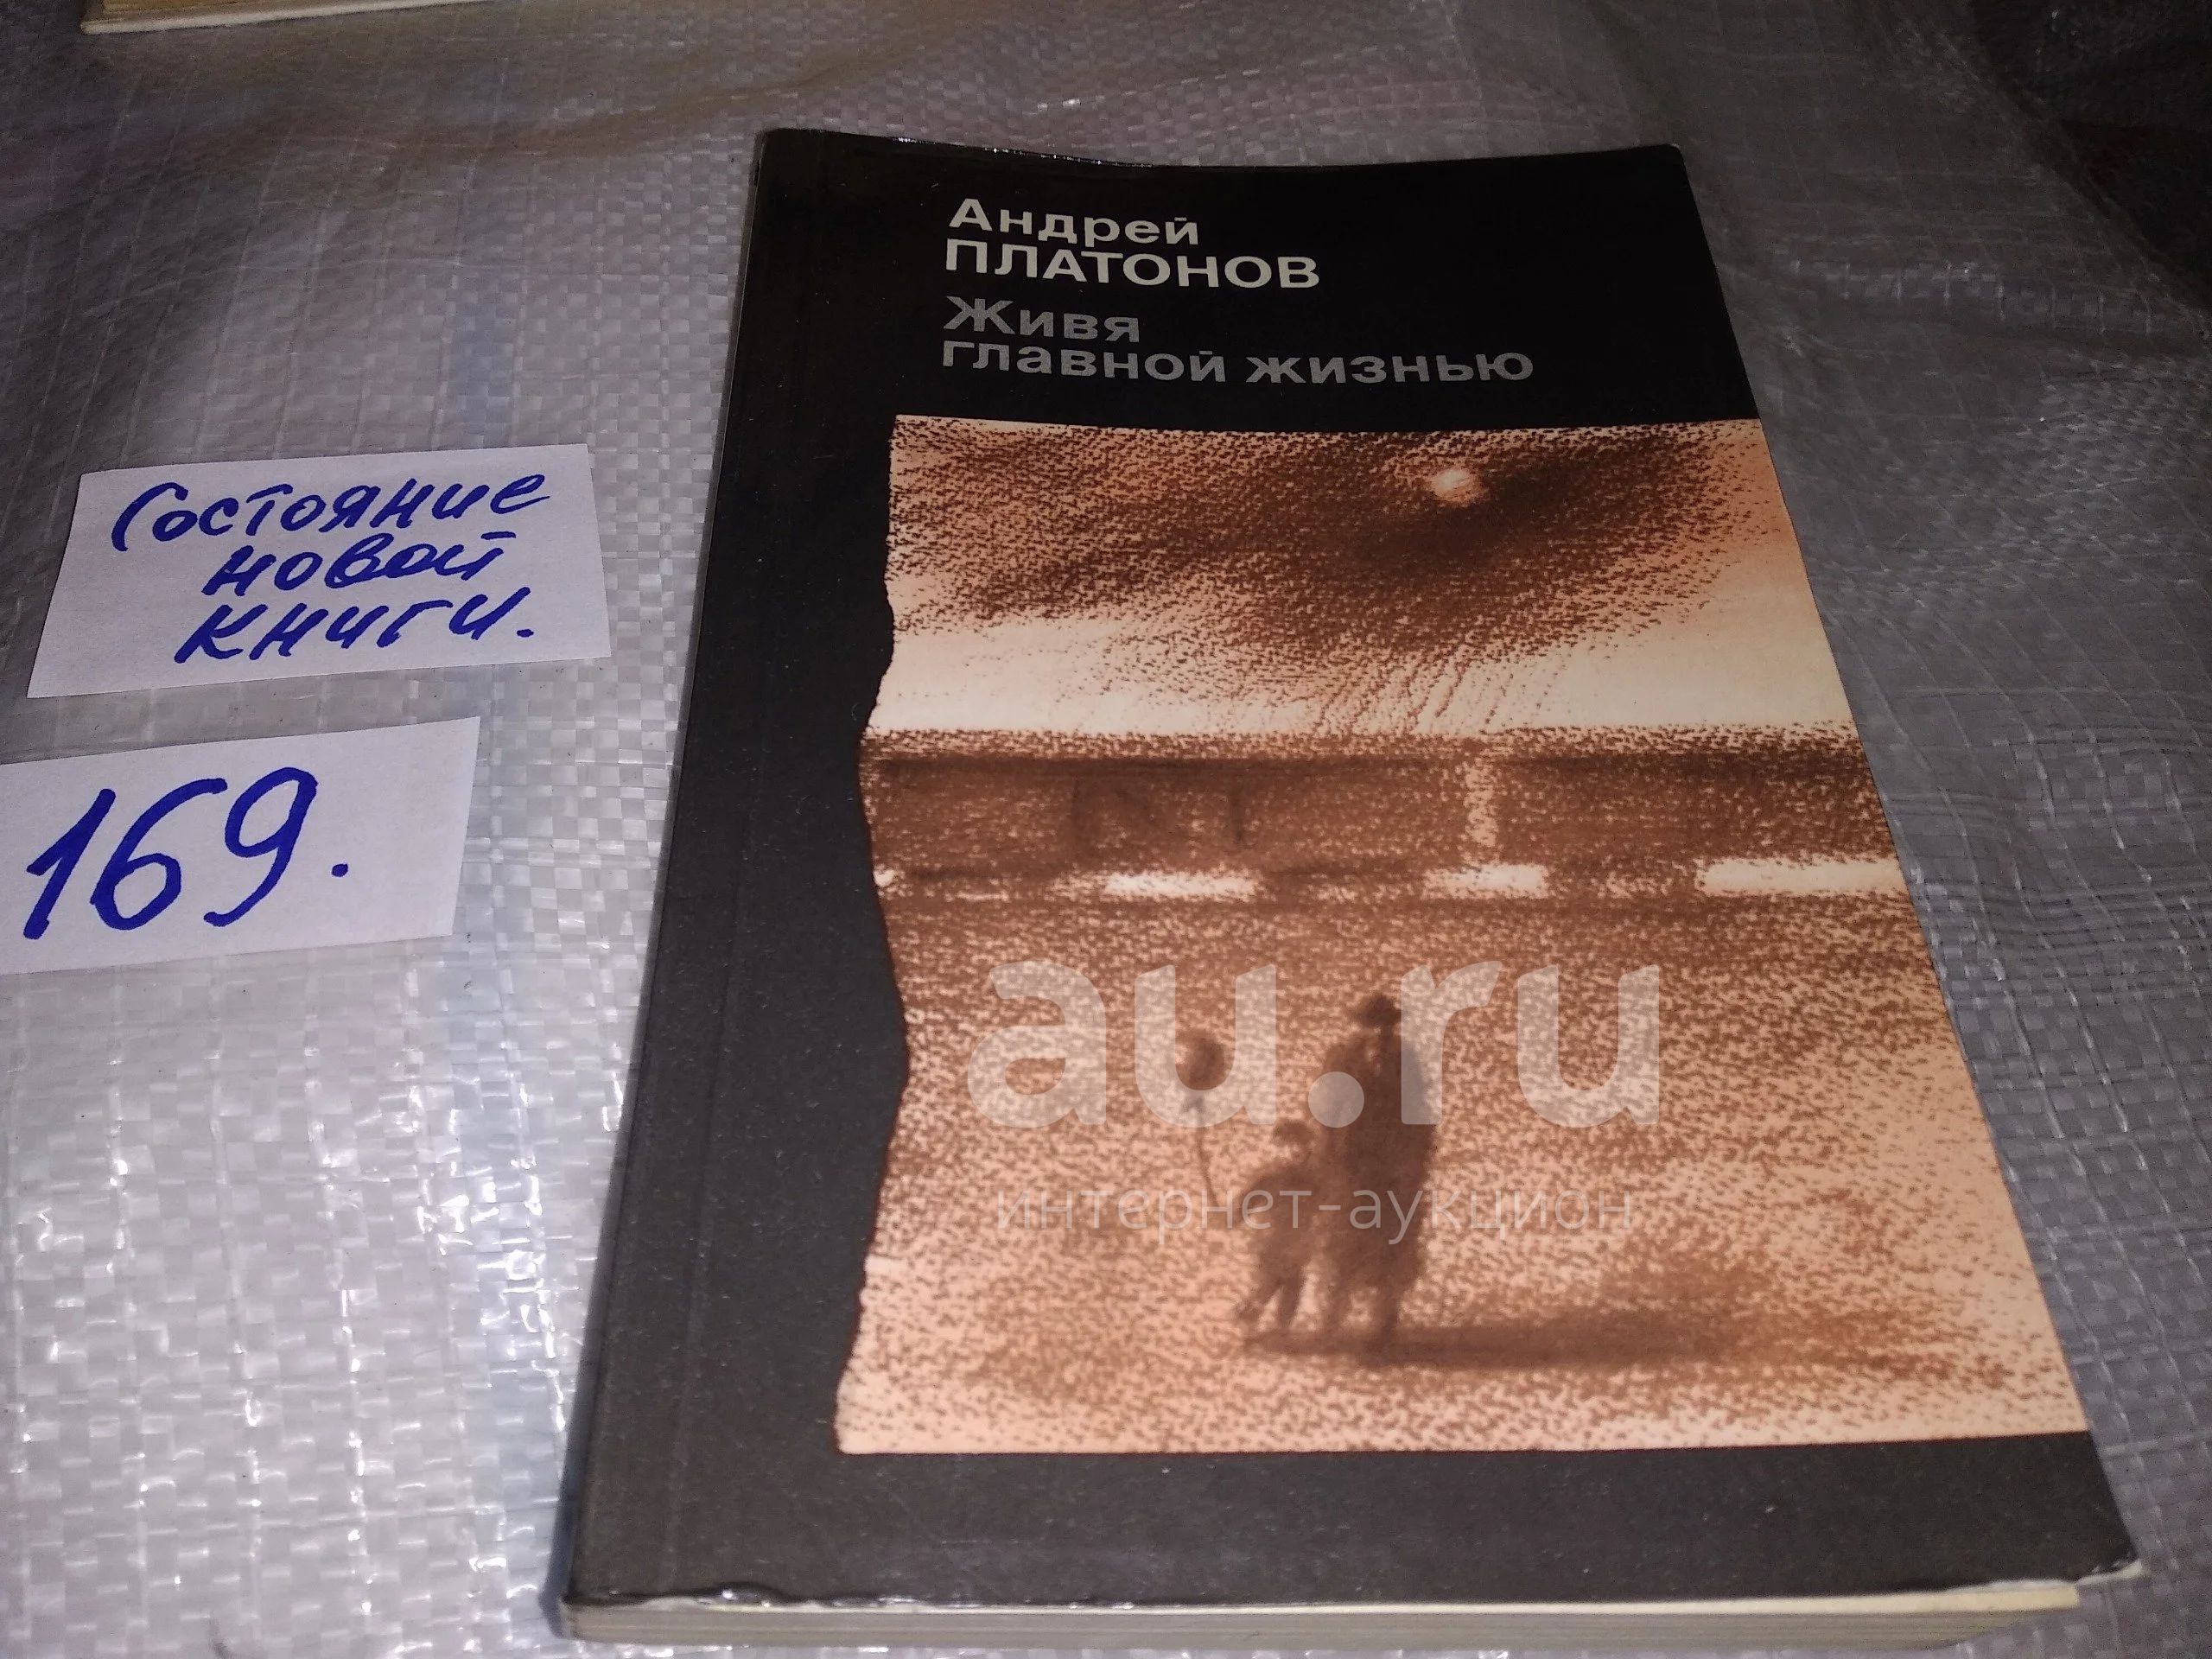 Андрей
ПЛАТОНОВ
Живя
главной жизнью
Состояние
новой
книги.
169.
au.ru
интернет-аукцион